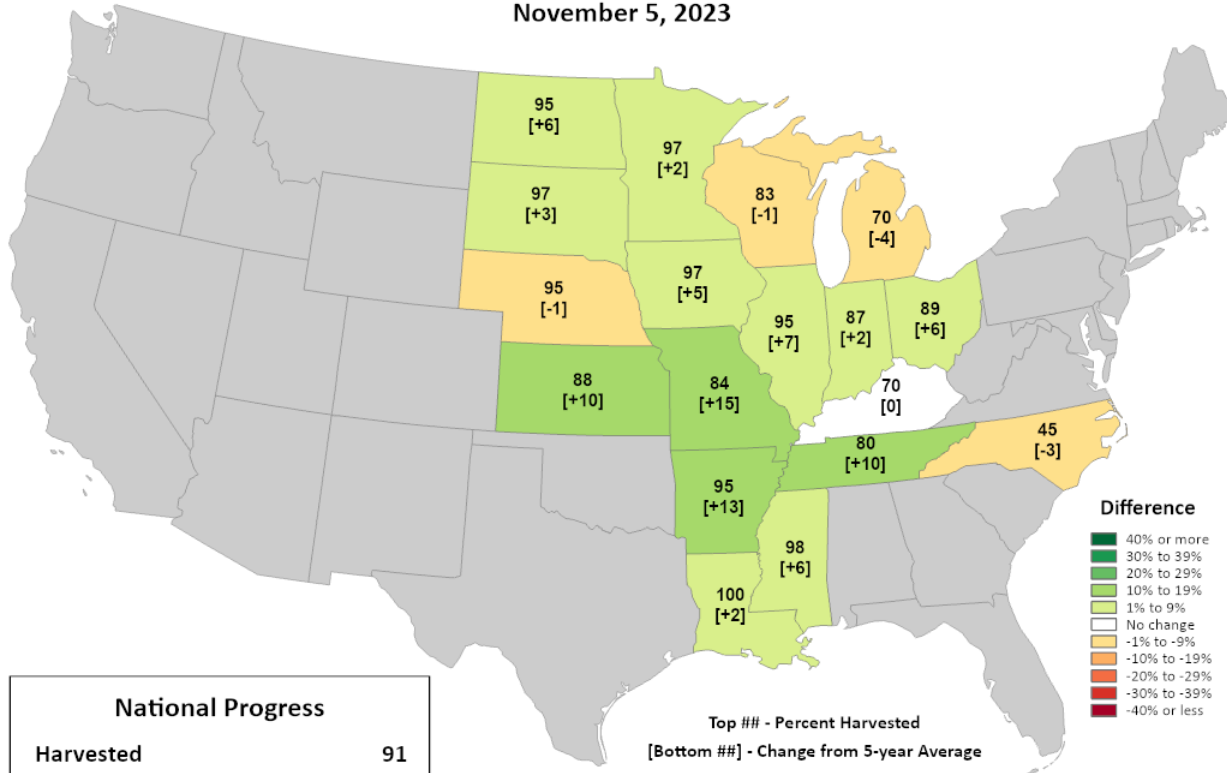 November 5, 2023
95
[+6]
97
[+2]
83
[-1]
70
[-4]
97
[+3]
97
[+5]
95
[-1]
95
[+7]
87
[+2]
89
[+6]
88
[+10]
84
[+15]
70
[0]
80
[+10]
45
[-3]
95
[+13]
98
[+6]
100
[+2]
Difference
40% or more
30% to 39%
20% to 29%
10% to 19%
1% to 9%
No change
-1% to -9%
-10% to -19%
-20% to -29%
-30% to -39%
-40% or less
National Progress
Harvested 91
Top ## - Percent Harvested
[Bottom ##] - Change from 5-year Average